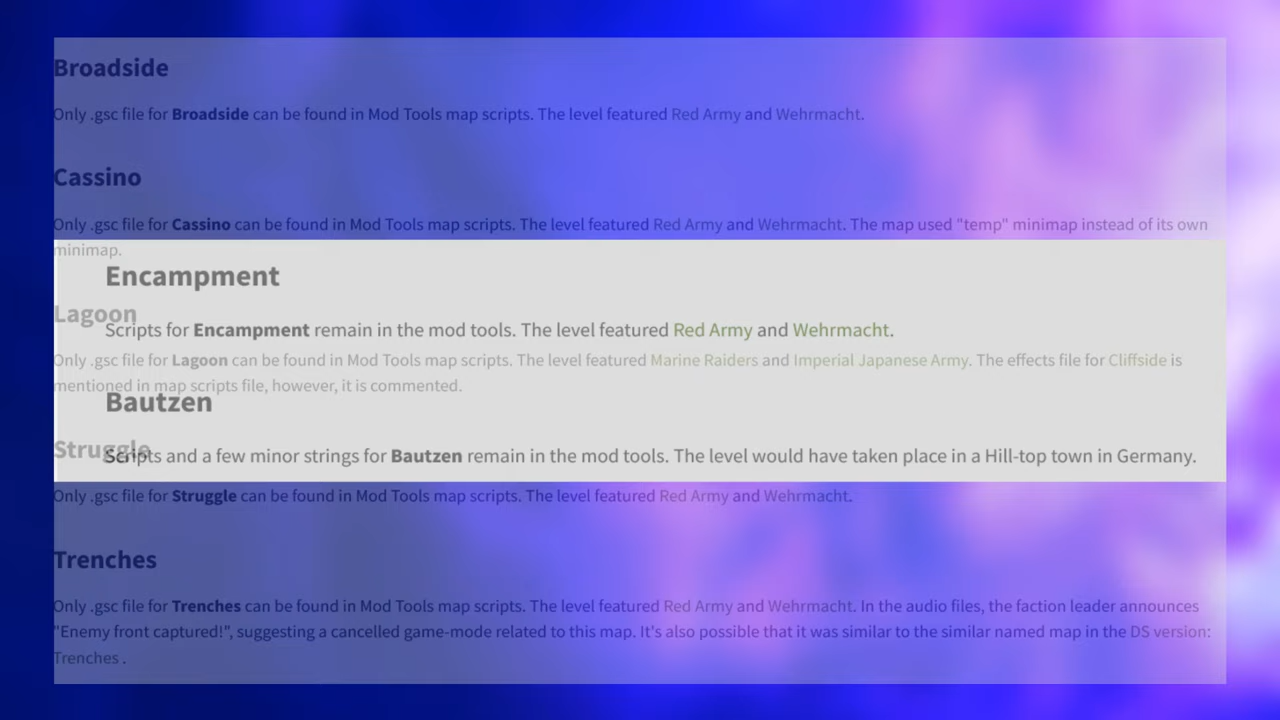 Broadside
Only .gsc file for Broadside can be found in Mod Tools map scripts. The level featured Red Army and Wehrmacht.
Cassino
Only .gsc file for Cassino can be found in Mod Tools map scripts. The level featured Red Army and Wehrmacht. The map used "temp" minimap instead of its own
minimap.
Encampment
Lagoon
Scripts for Encampment remain in the mod tools. The level featured Red Army and Wehrmacht.
Only .gsc file for Lagoon can be found in Mod Tools map scripts. The level featured Marine Raiders and Imperial Japanese Army. The effects file for Cliffside is
mentioned in map scripts file, however, it is commented.
Bautzen
Struggle
Scripts and a few minor strings for Bautzen remain in the mod tools. The level would have taken place in a Hill-top town in Germany.
Only .gsc file for Struggle can be found in Mod Tools map scripts. The level featured Red Army and Wehrmacht.
Trenches
Only .gsc file for Trenches can be found in Mod Tools map scripts. The level featured Red Army and Wehrmacht. In the audio files, the faction leader announces
"Enemy front captured!", suggesting a cancelled game-mode related to this map. It's also possible that it was similar to the similar named map in the DS version:
Trenches .